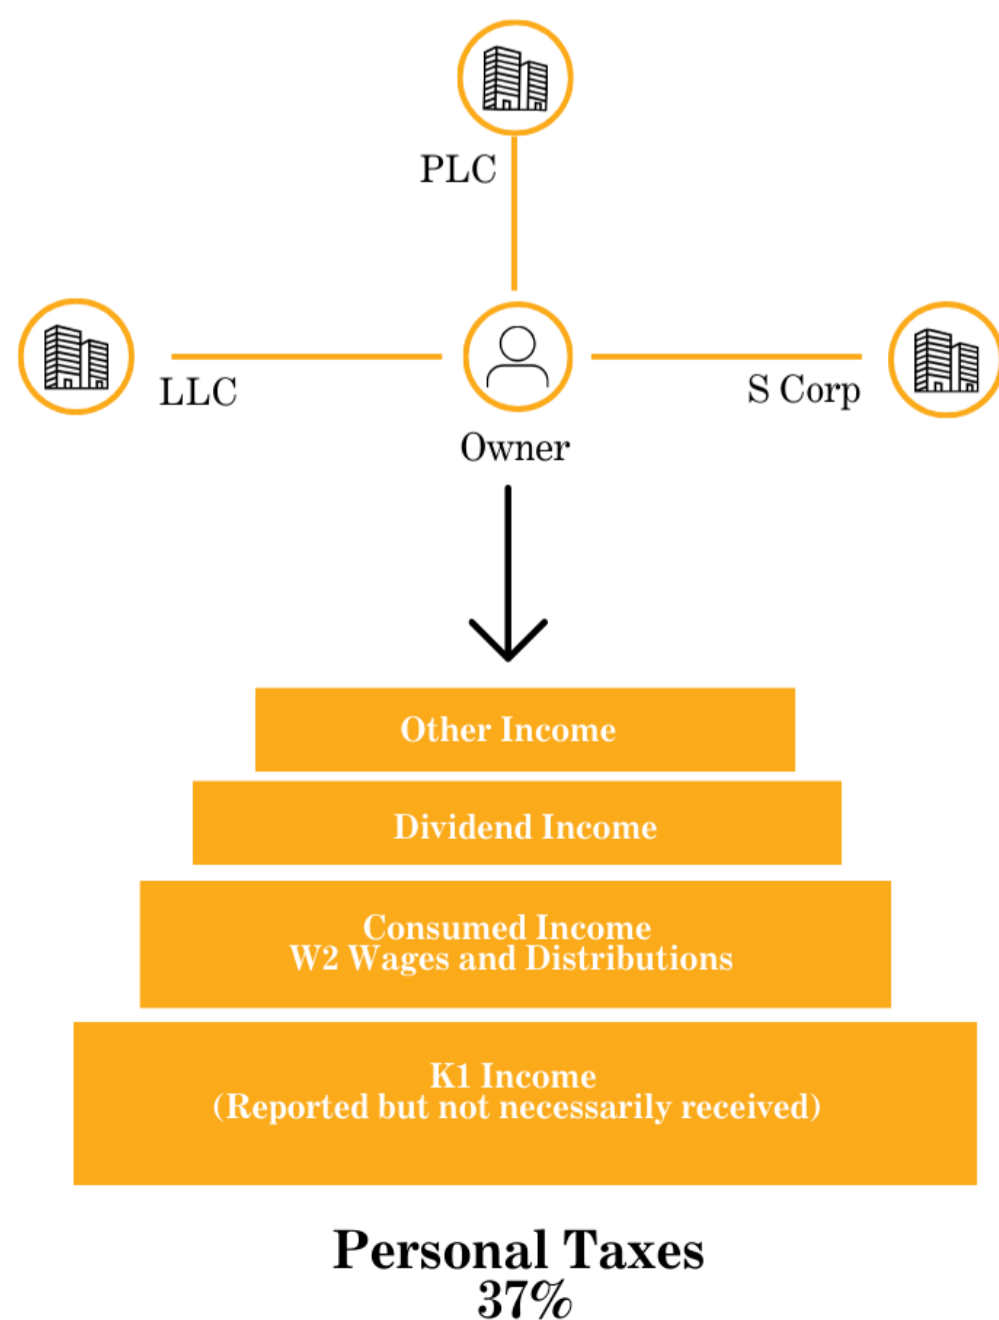 PLC
LLC
S Corp
Owner
Other Income
Dividend Income
Consumed Income
W2 Wages and Distributions
K1 Income
(Reported but not necessarily received)
Personal Taxes
37%